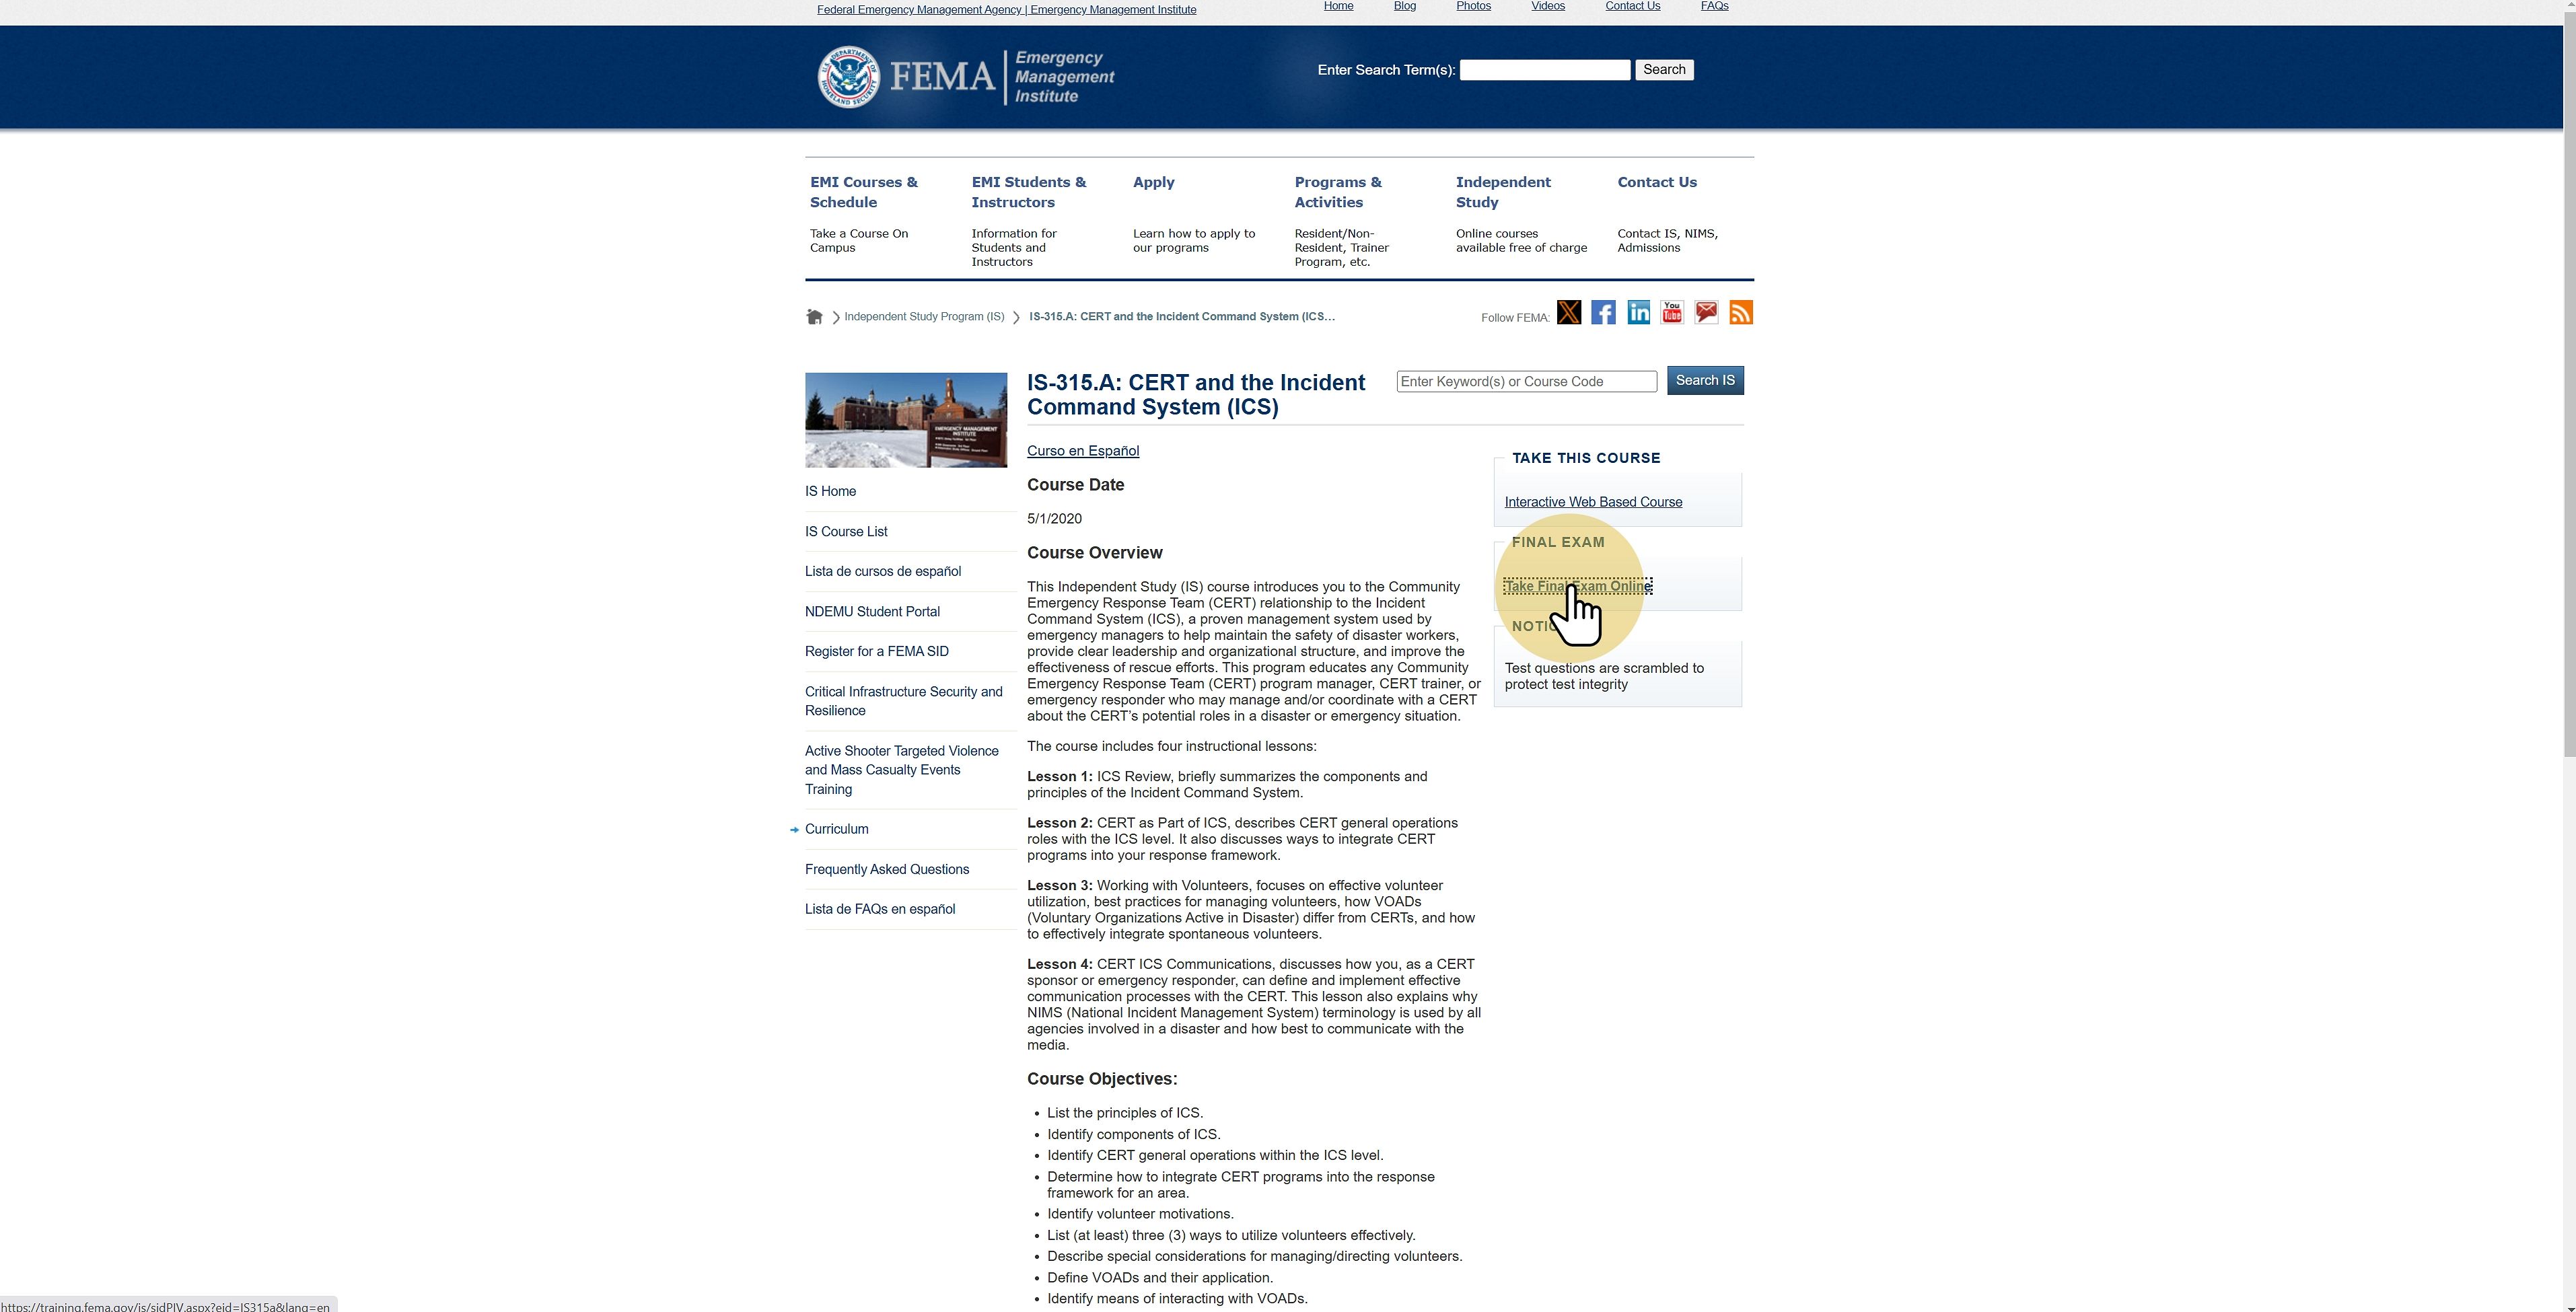 Federal Emergency Management Agency | Emergency Management Institute
Home Blog Photos Videos Contact Us FAQs
FEMA
Emergency
Management
Institute
Enter Search Term(s): Search
EMI Courses &
Schedule
Take a Course On
Campus
EMI Students &
Instructors
Information for
Students and
Instructors
Apply
Learn how to apply to
our programs
Programs &
Activities
Resident/Non-
Resident, Trainer
Program, etc.
Independent
Study
Online courses
available free of charge
Contact Us
Contact IS, NIMS,
Admissions
Independent Study Program (IS) IS-315.A: CERT and the Incident Command System (ICS...
Follow FEMA:
EMERGENCY MANAGEMENT
INSTITUTE
IS Home
IS Course List
Lista de cursos de español
NDEMU Student Portal
Register for a FEMA SID
Critical Infrastructure Security and
Resilience
Active Shooter Targeted Violence
and Mass Casualty Events
Training
Curriculum
Frequently Asked Questions
Lista de FAQs en español
IS-315.A: CERT and the Incident
Command System (ICS)
Enter Keyword(s) or Course Code Search IS
Curso en Español
Course Date
5/1/2020
Course Overview
This Independent Study (IS) course introduces you to the Community
Emergency Response Team (CERT) relationship to the Incident
Command System (ICS), a proven management system used by
emergency managers to help maintain the safety of disaster workers,
provide clear leadership and organizational structure, and improve the
effectiveness of rescue efforts. This program educates any Community
Emergency Response Team (CERT) program manager, CERT trainer, or
emergency responder who may manage and/or coordinate with a CERT
about the CERT's potential roles in a disaster or emergency situation.
The course includes four instructional lessons:
Lesson 1: ICS Review, briefly summarizes the components and
principles of the Incident Command System.
Lesson 2: CERT as Part of ICS, describes CERT general operations
roles with the ICS level. It also discusses ways to integrate CERT
programs into your response framework.
Lesson 3: Working with Volunteers, focuses on effective volunteer
utilization, best practices for managing volunteers, how VOADs
(Voluntary Organizations Active in Disaster) differ from CERTs, and how
to effectively integrate spontaneous volunteers.
Lesson 4: CERT ICS Communications, discusses how you, as a CERT
sponsor or emergency responder, can define and implement effective
communication processes with the CERT. This lesson also explains why
NIMS (National Incident Management System) terminology is used by all
agencies involved in a disaster and how best to communicate with the
media.
Course Objectives:
• List the principles of ICS.
• Identify components of ICS.
• Identify CERT general operations within the ICS level.
• Determine how to integrate CERT programs into the response
framework for an area.
• Identify volunteer motivations.
• List (at least) three (3) ways to utilize volunteers effectively.
• Describe special considerations for managing/directing volunteers.
• Define VOADs and their application.
• Identify means of interacting with VOADs.
TAKE THIS COURSE
Interactive Web Based Course
FINAL EXAM
Take Final Exam Online
NOTIC
Test questions are scrambled to
protect test integrity
https://training.fema.gov/is/sidPIV.aspx?eid=IS315a&lang=en